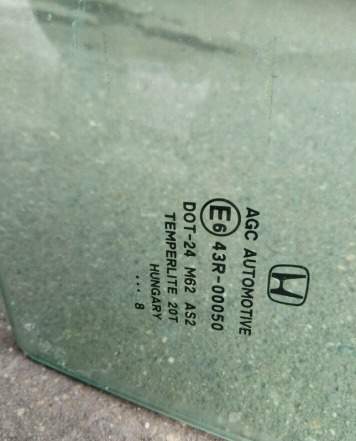 AGC AUTOMOTIVE
E6 43R-00050
DOT-24 M62 AS2
TEMPERLITE 20T
HUNGARY
... 8